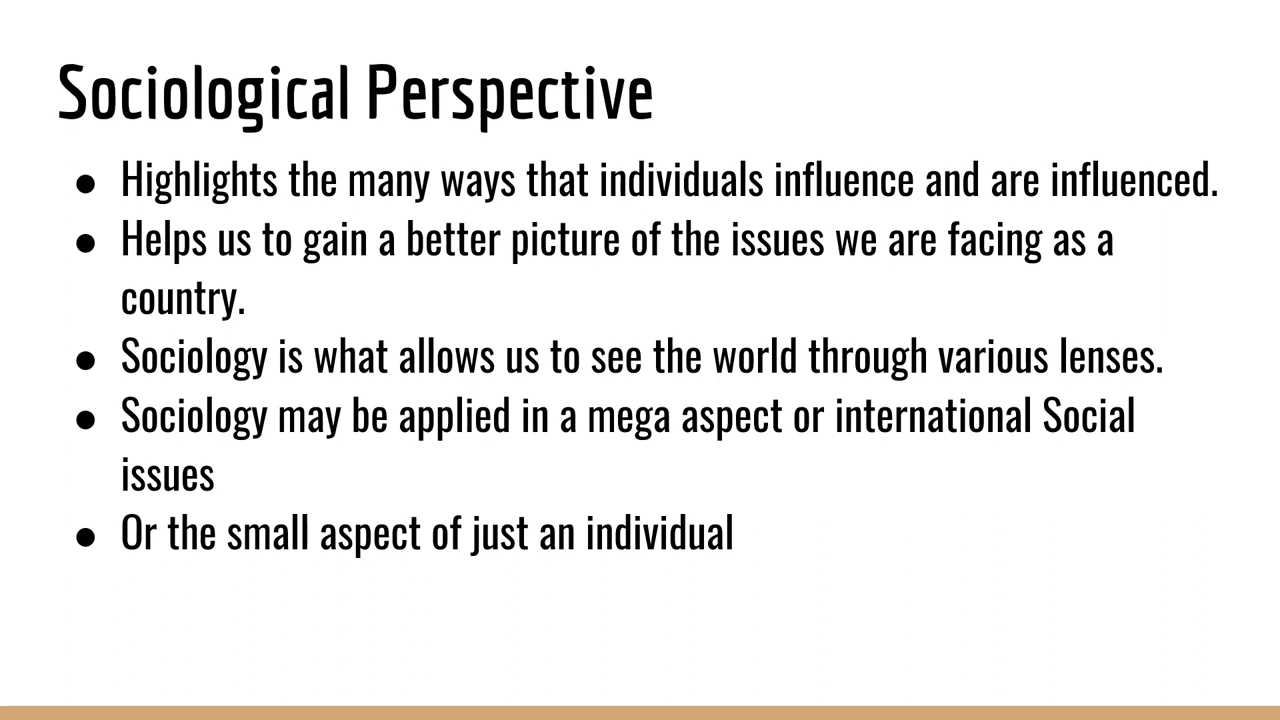 Sociological Perspective
● Highlights the many ways that individuals influence and are influenced.
● Helps us to gain a better picture of the issues we are facing as a
country.
● Sociology is what allows us to see the world through various lenses.
● Sociology may be applied in a mega aspect or international Social
issues
● Or the small aspect of just an individual